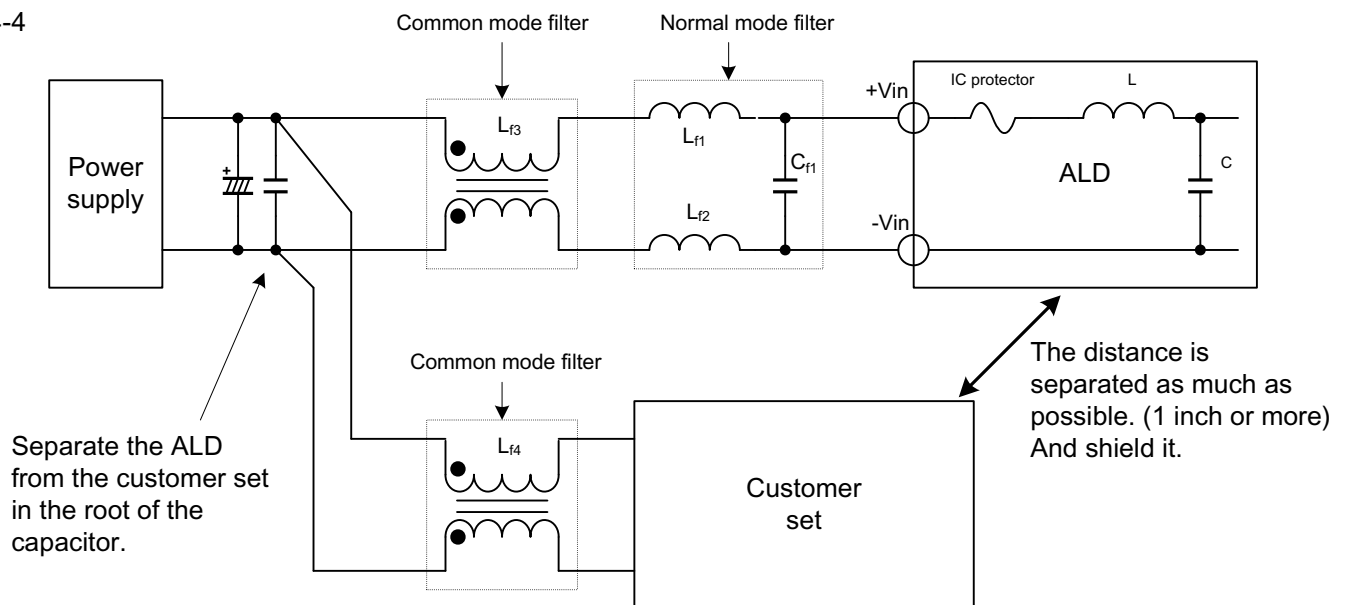 -4
Common mode filter
Normal mode filter
Power
supply
+
Lf3
Lf1
Cf1
Lf2
+Vin
-Vin
IC protector
L
ALD
C
Separate the ALD
from the customer set
in the root of the
capacitor.
Common mode filter
Lf4
Customer
set
The distance is
separated as much as
possible. (1 inch or more)
And shield it.